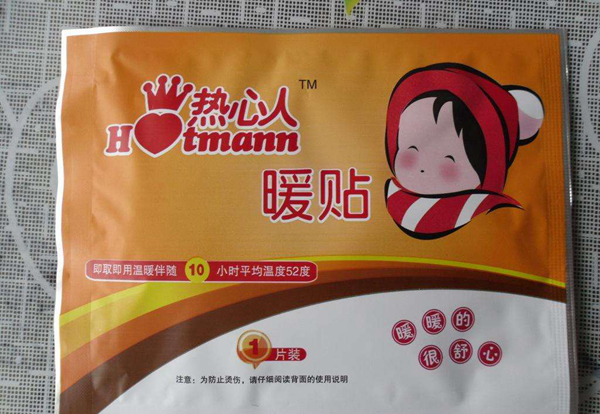 热心人 TM
Hotmann
暖贴
即取即用温暖伴随 10 小时平均温度52度
暖暖的
很舒心
1 片装
注意:为防止烫伤,请仔细阅读背面的使用说明